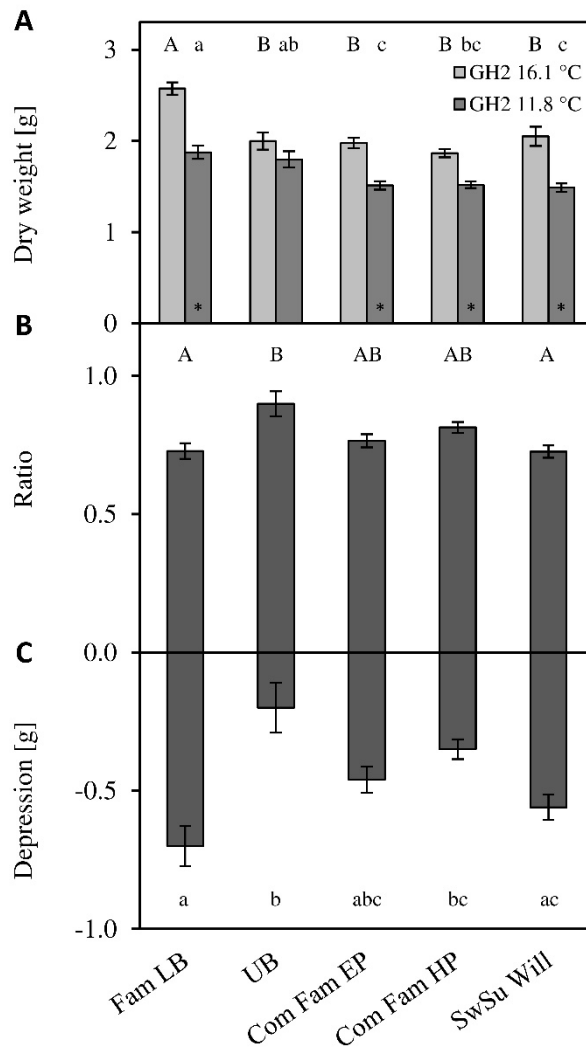 A
3
A a B ab B c B bc B c
GH2 16.1 °C
GH2 11.8 °C
Dry weight [g]
2
1
* * * *
0
B
A B AB AB A
1.0
Ratio
0.5
C
0.0
Depression [g]
-0.5
a b abc bc ac
-1.0
Fam LB
UB
Com Fam EP
Com Fam HP
SwSu Will